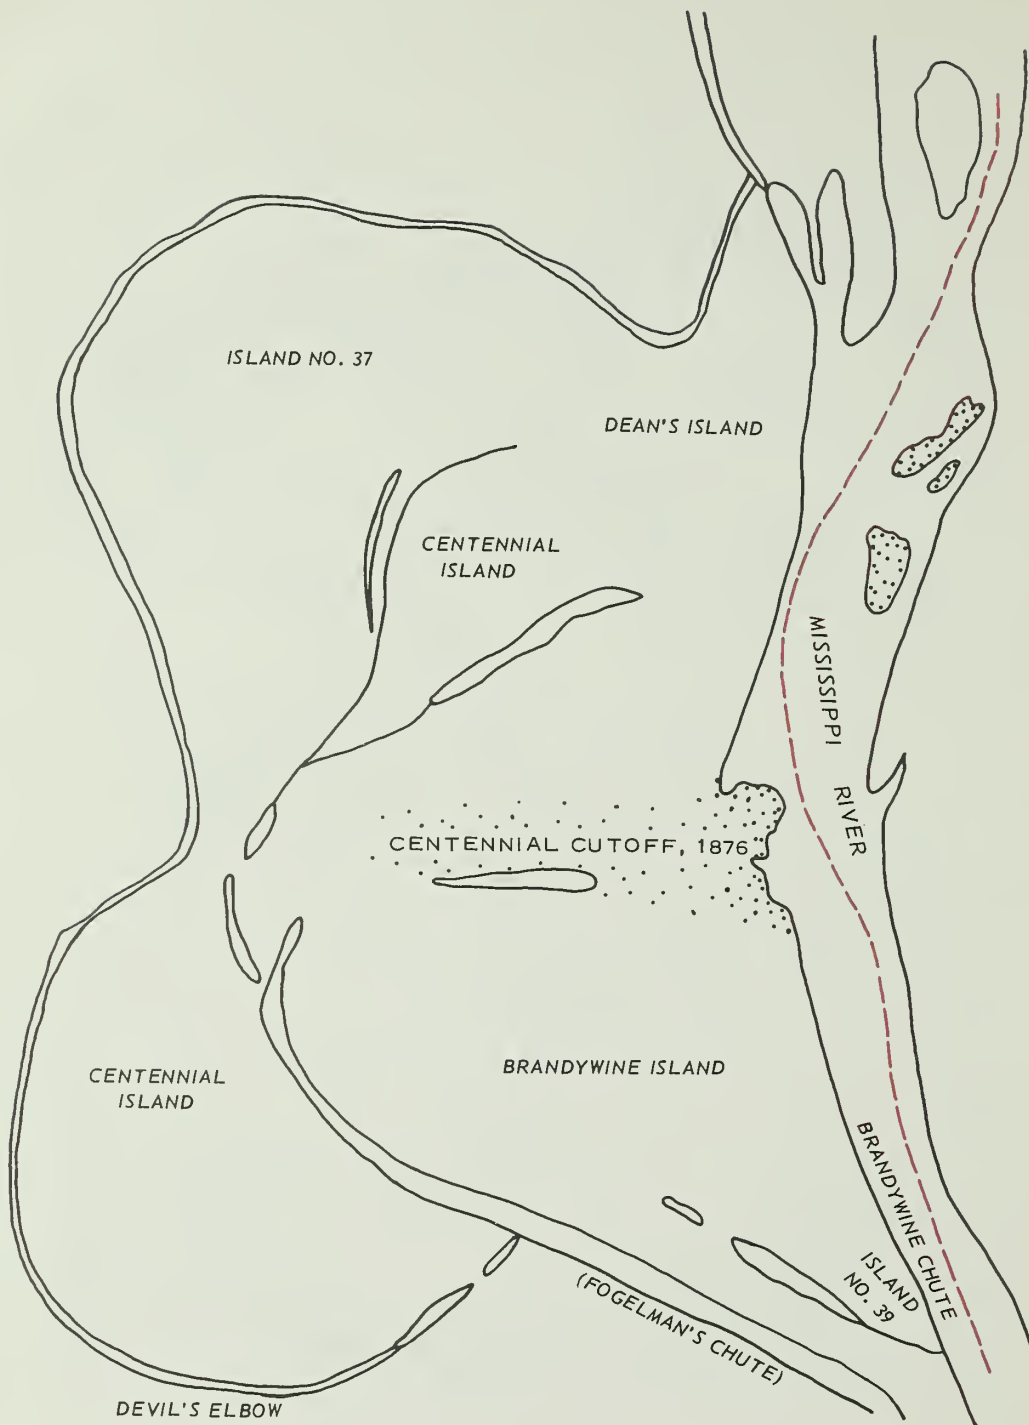 ISLAND NO. 37
DEAN'S ISLAND
CENTENNIAL
ISLAND
MISSISSIPPI
RIVER
CENTENNIAL CUTOFF, 1876
CENTENNIAL
ISLAND
BRANDYWINE ISLAND
BRANDYWINE CHUTE
ISLAND
NO. 39
(FOGELMAN'S CHUTE)
DEVIL'S ELBOW